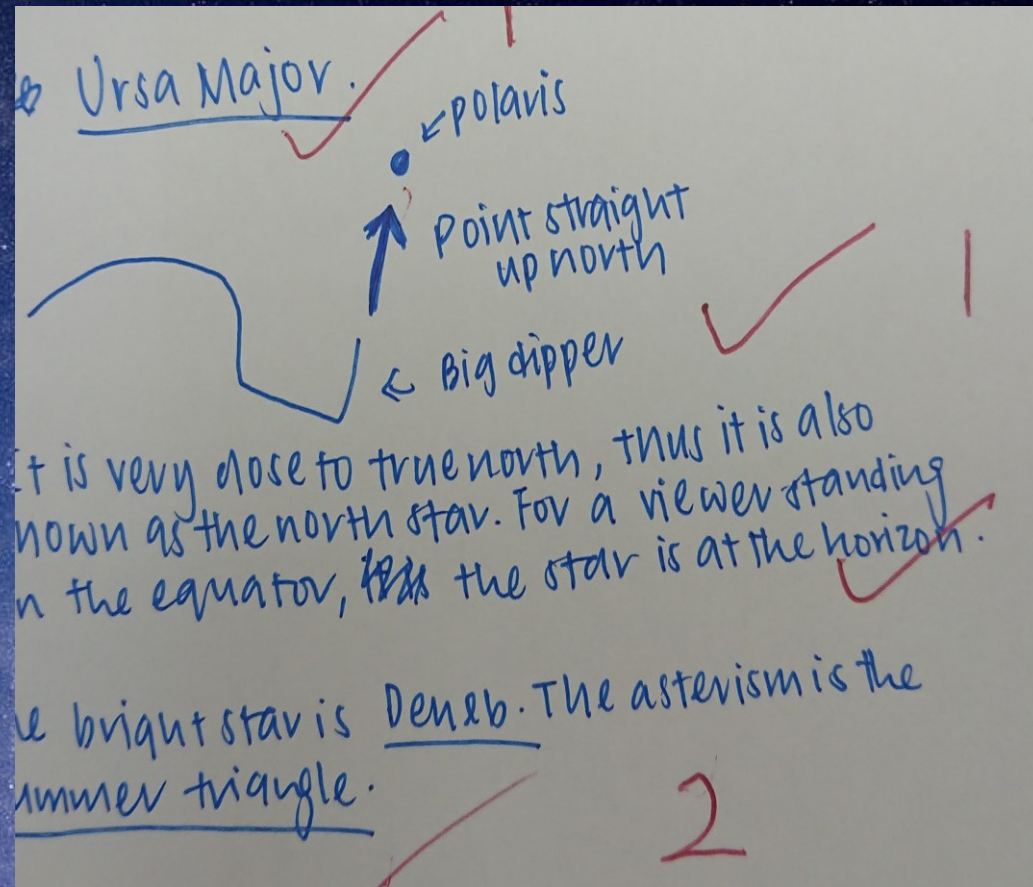 Ursa Major.
1
← polaris
point straight
up north
1
← Big dipper
It is very close to true north, thus it is also
nown as the north star. For a viewer standing
n the equator, the star is at the horizon.
e bright star is Deneb. The asterism is the
ummer triangle.
2